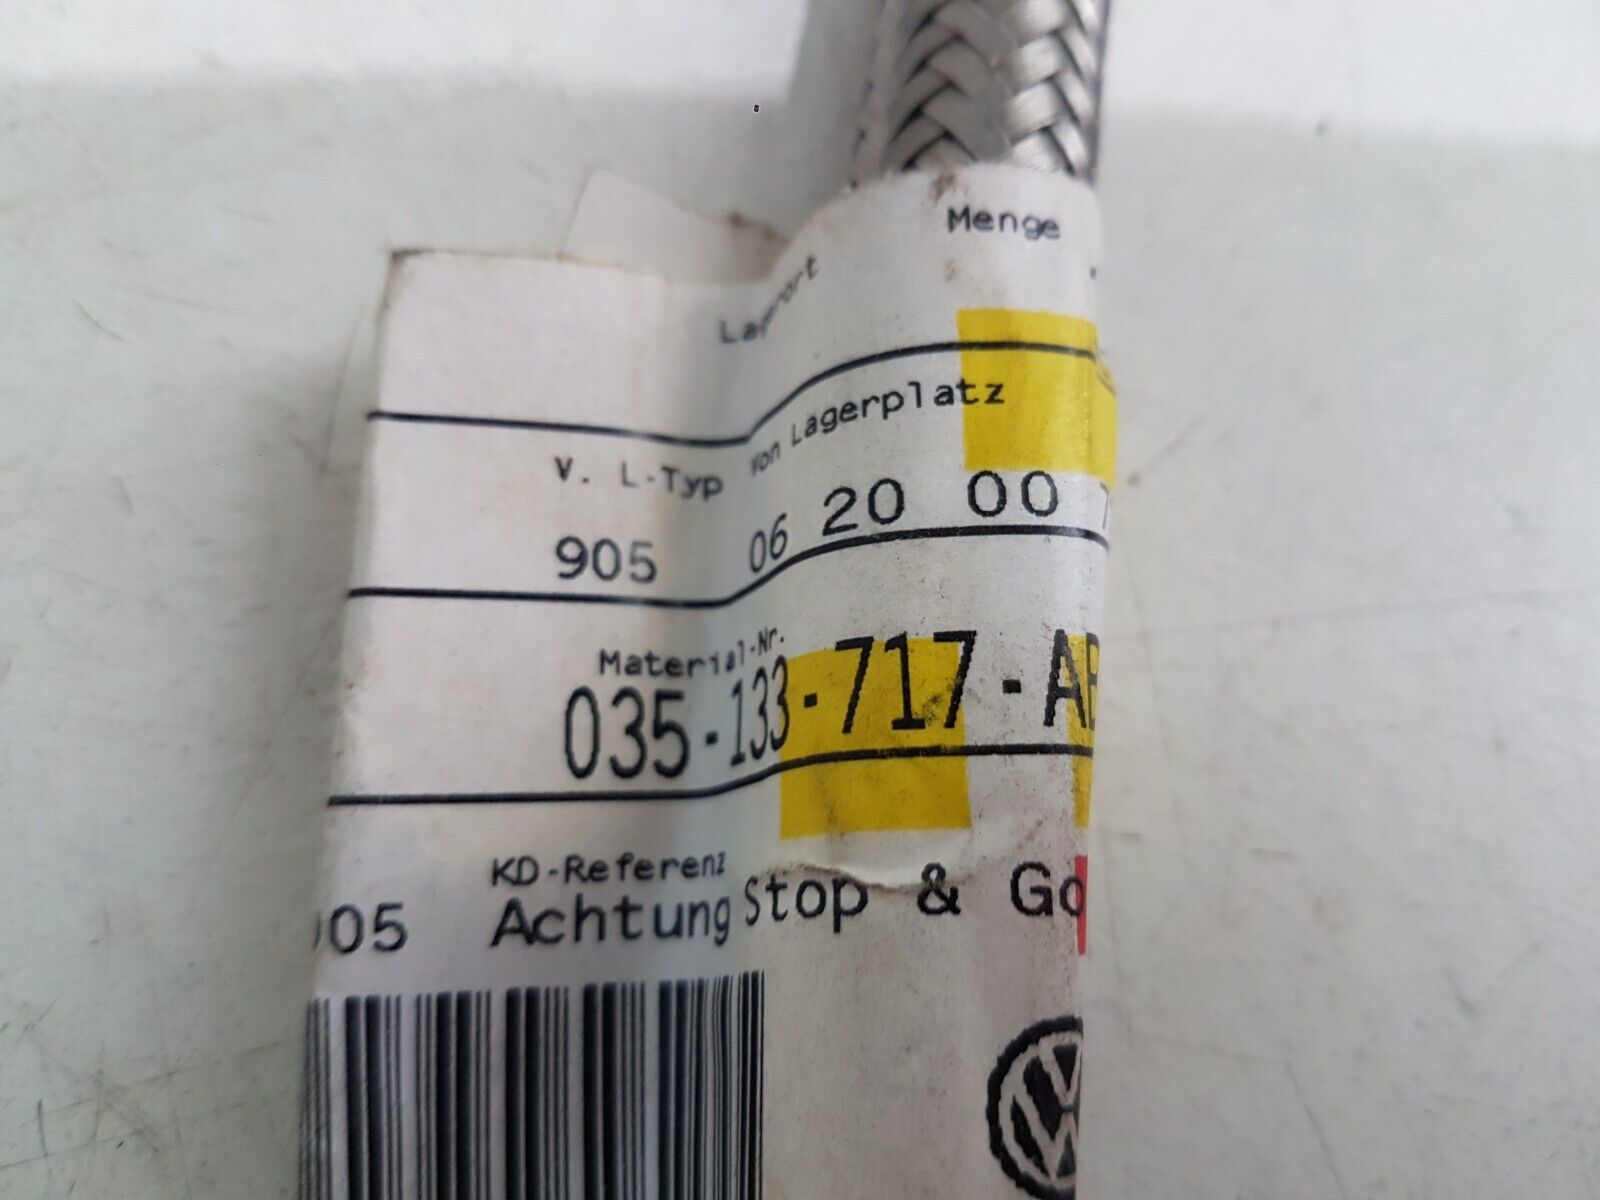 Menge
Lagerort
V. L-Typ Von Lagerplatz
905 06 20 00
Material-Nr.
035-133-717-A
KD-Referenz
05 Achtung Stop & Go